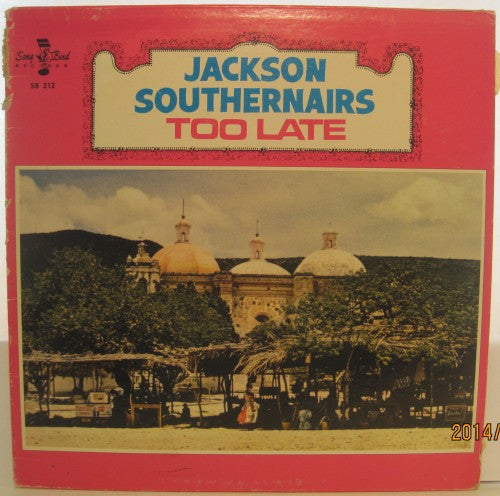 Song Bird
RECORDS
SB 212
JACKSON
SOUTHERNAIRS
TOO LATE
2014/